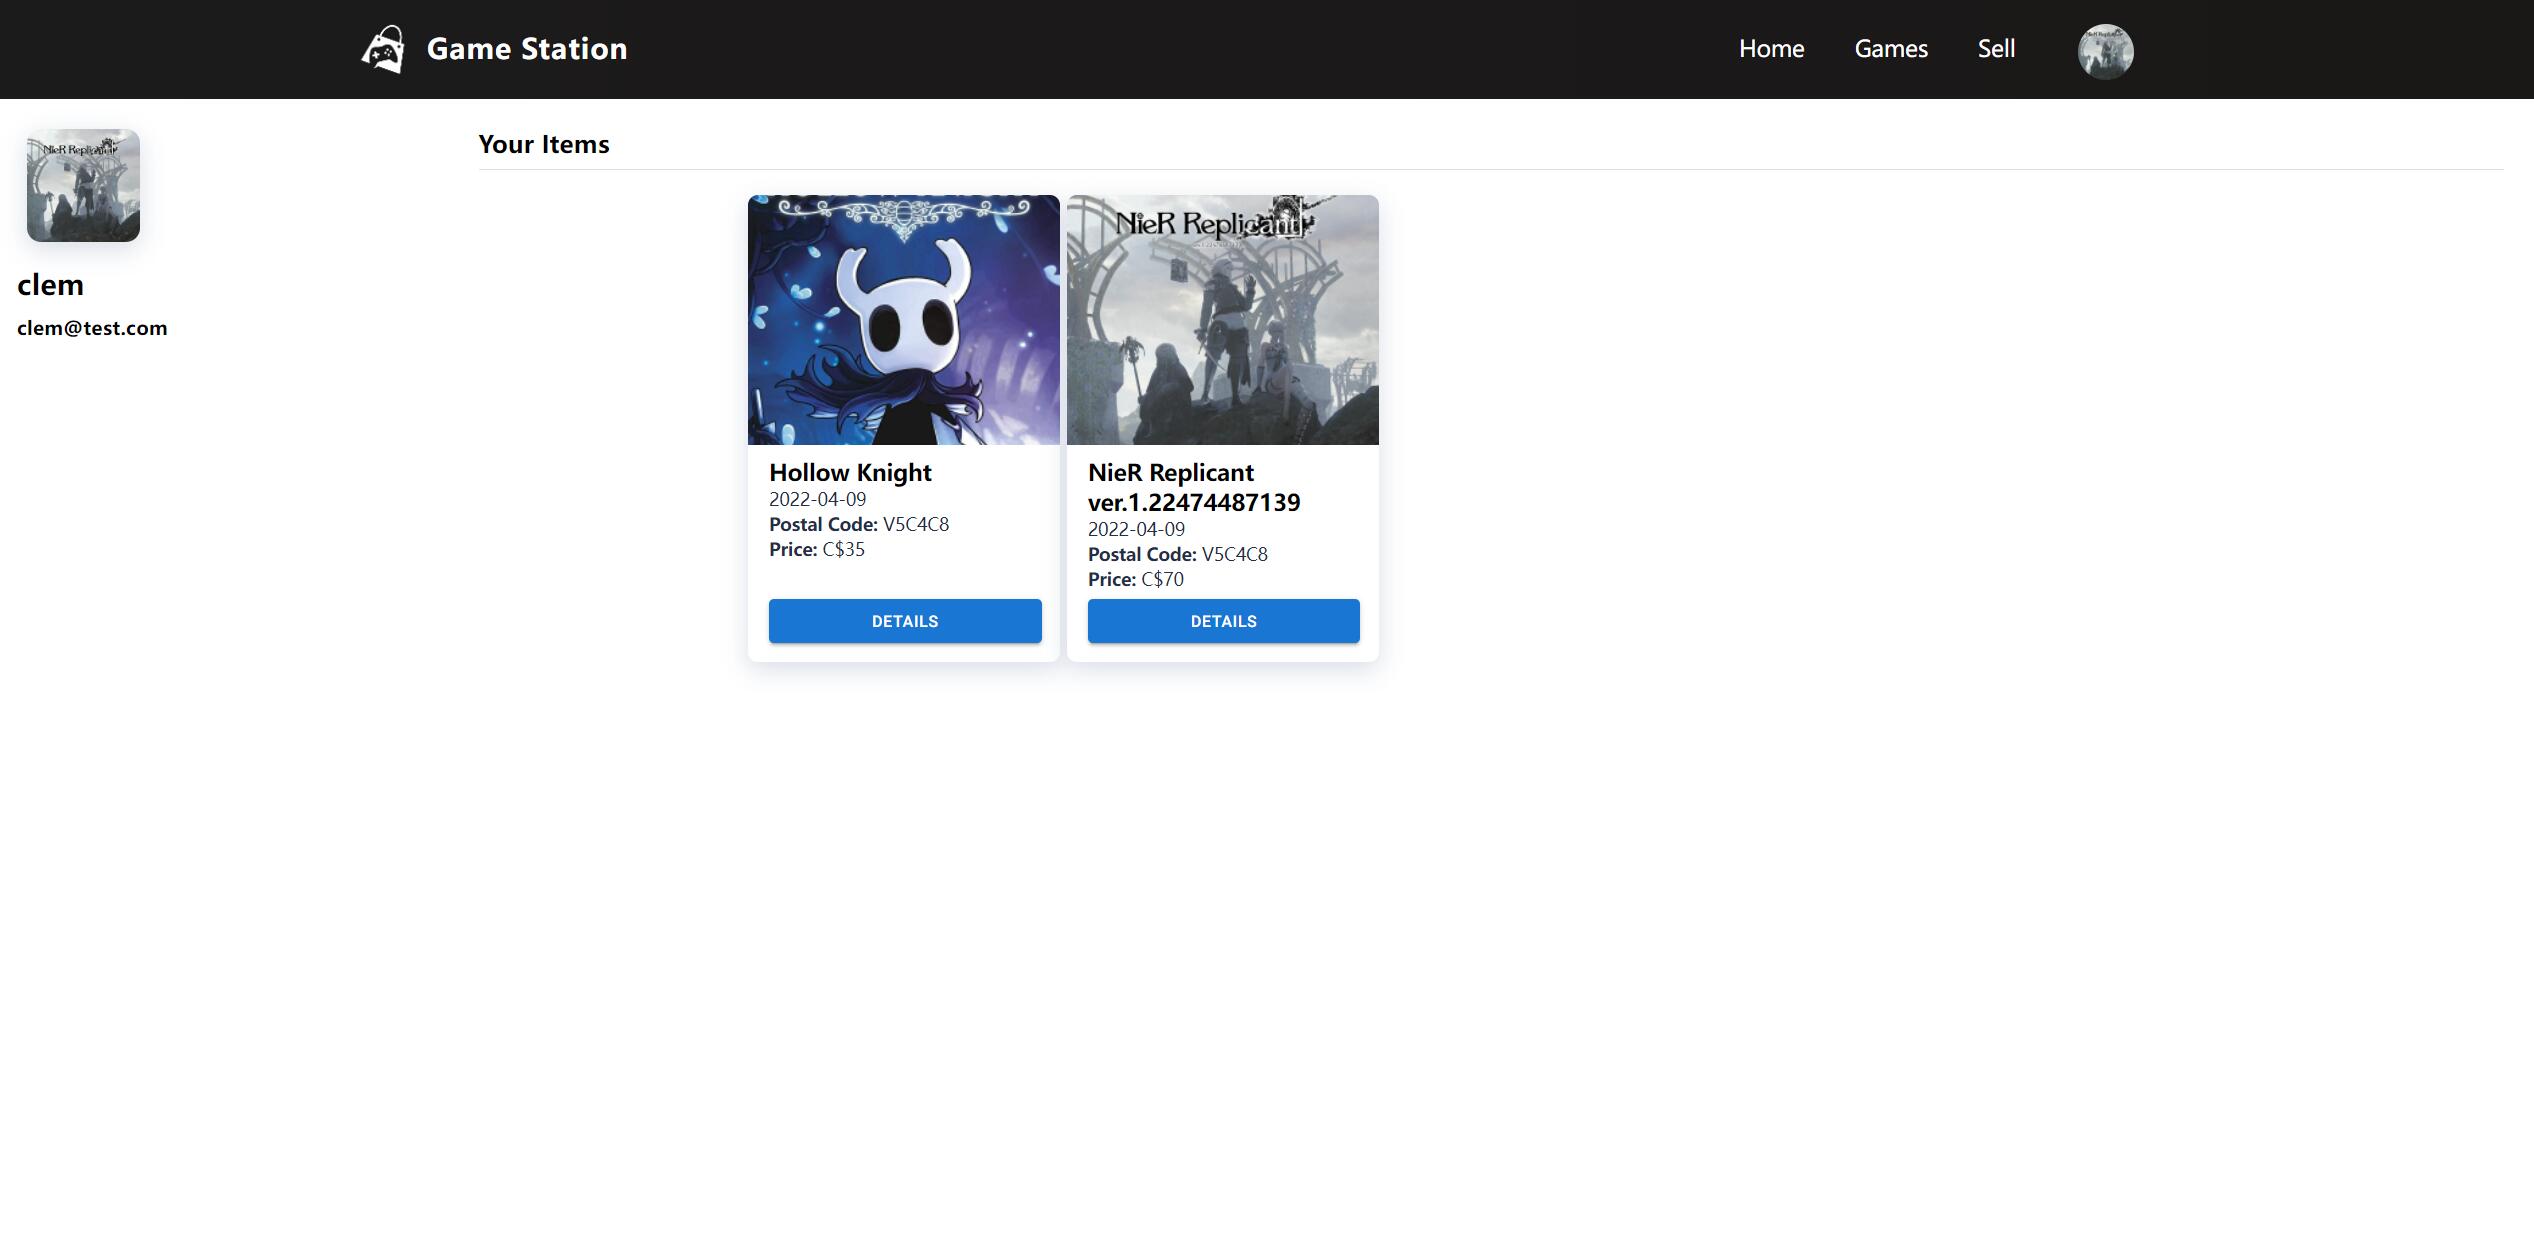 Game Station
Home
Games
Sell
NieR Replicant
clem
clem@test.com
Your Items
NieR Replicant
Hollow Knight
2022-04-09
Postal Code: V5C4C8
Price: C$35
DETAILS
NieR Replicant
ver.1.22474487139
2022-04-09
Postal Code: V5C4C8
Price: C$70
DETAILS